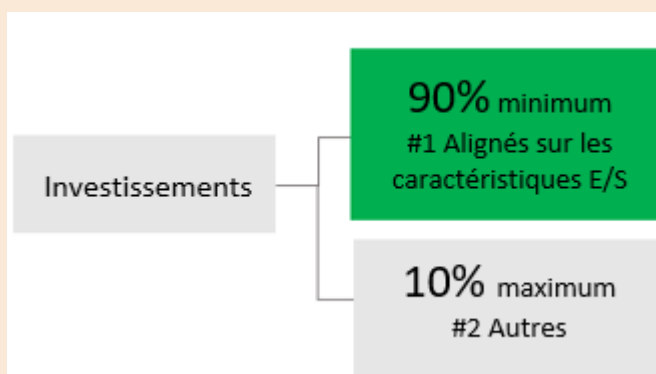 90% minimum
#1 Alignés sur les
caractéristiques E/S
Investissements
10% maximum
#2 Autres